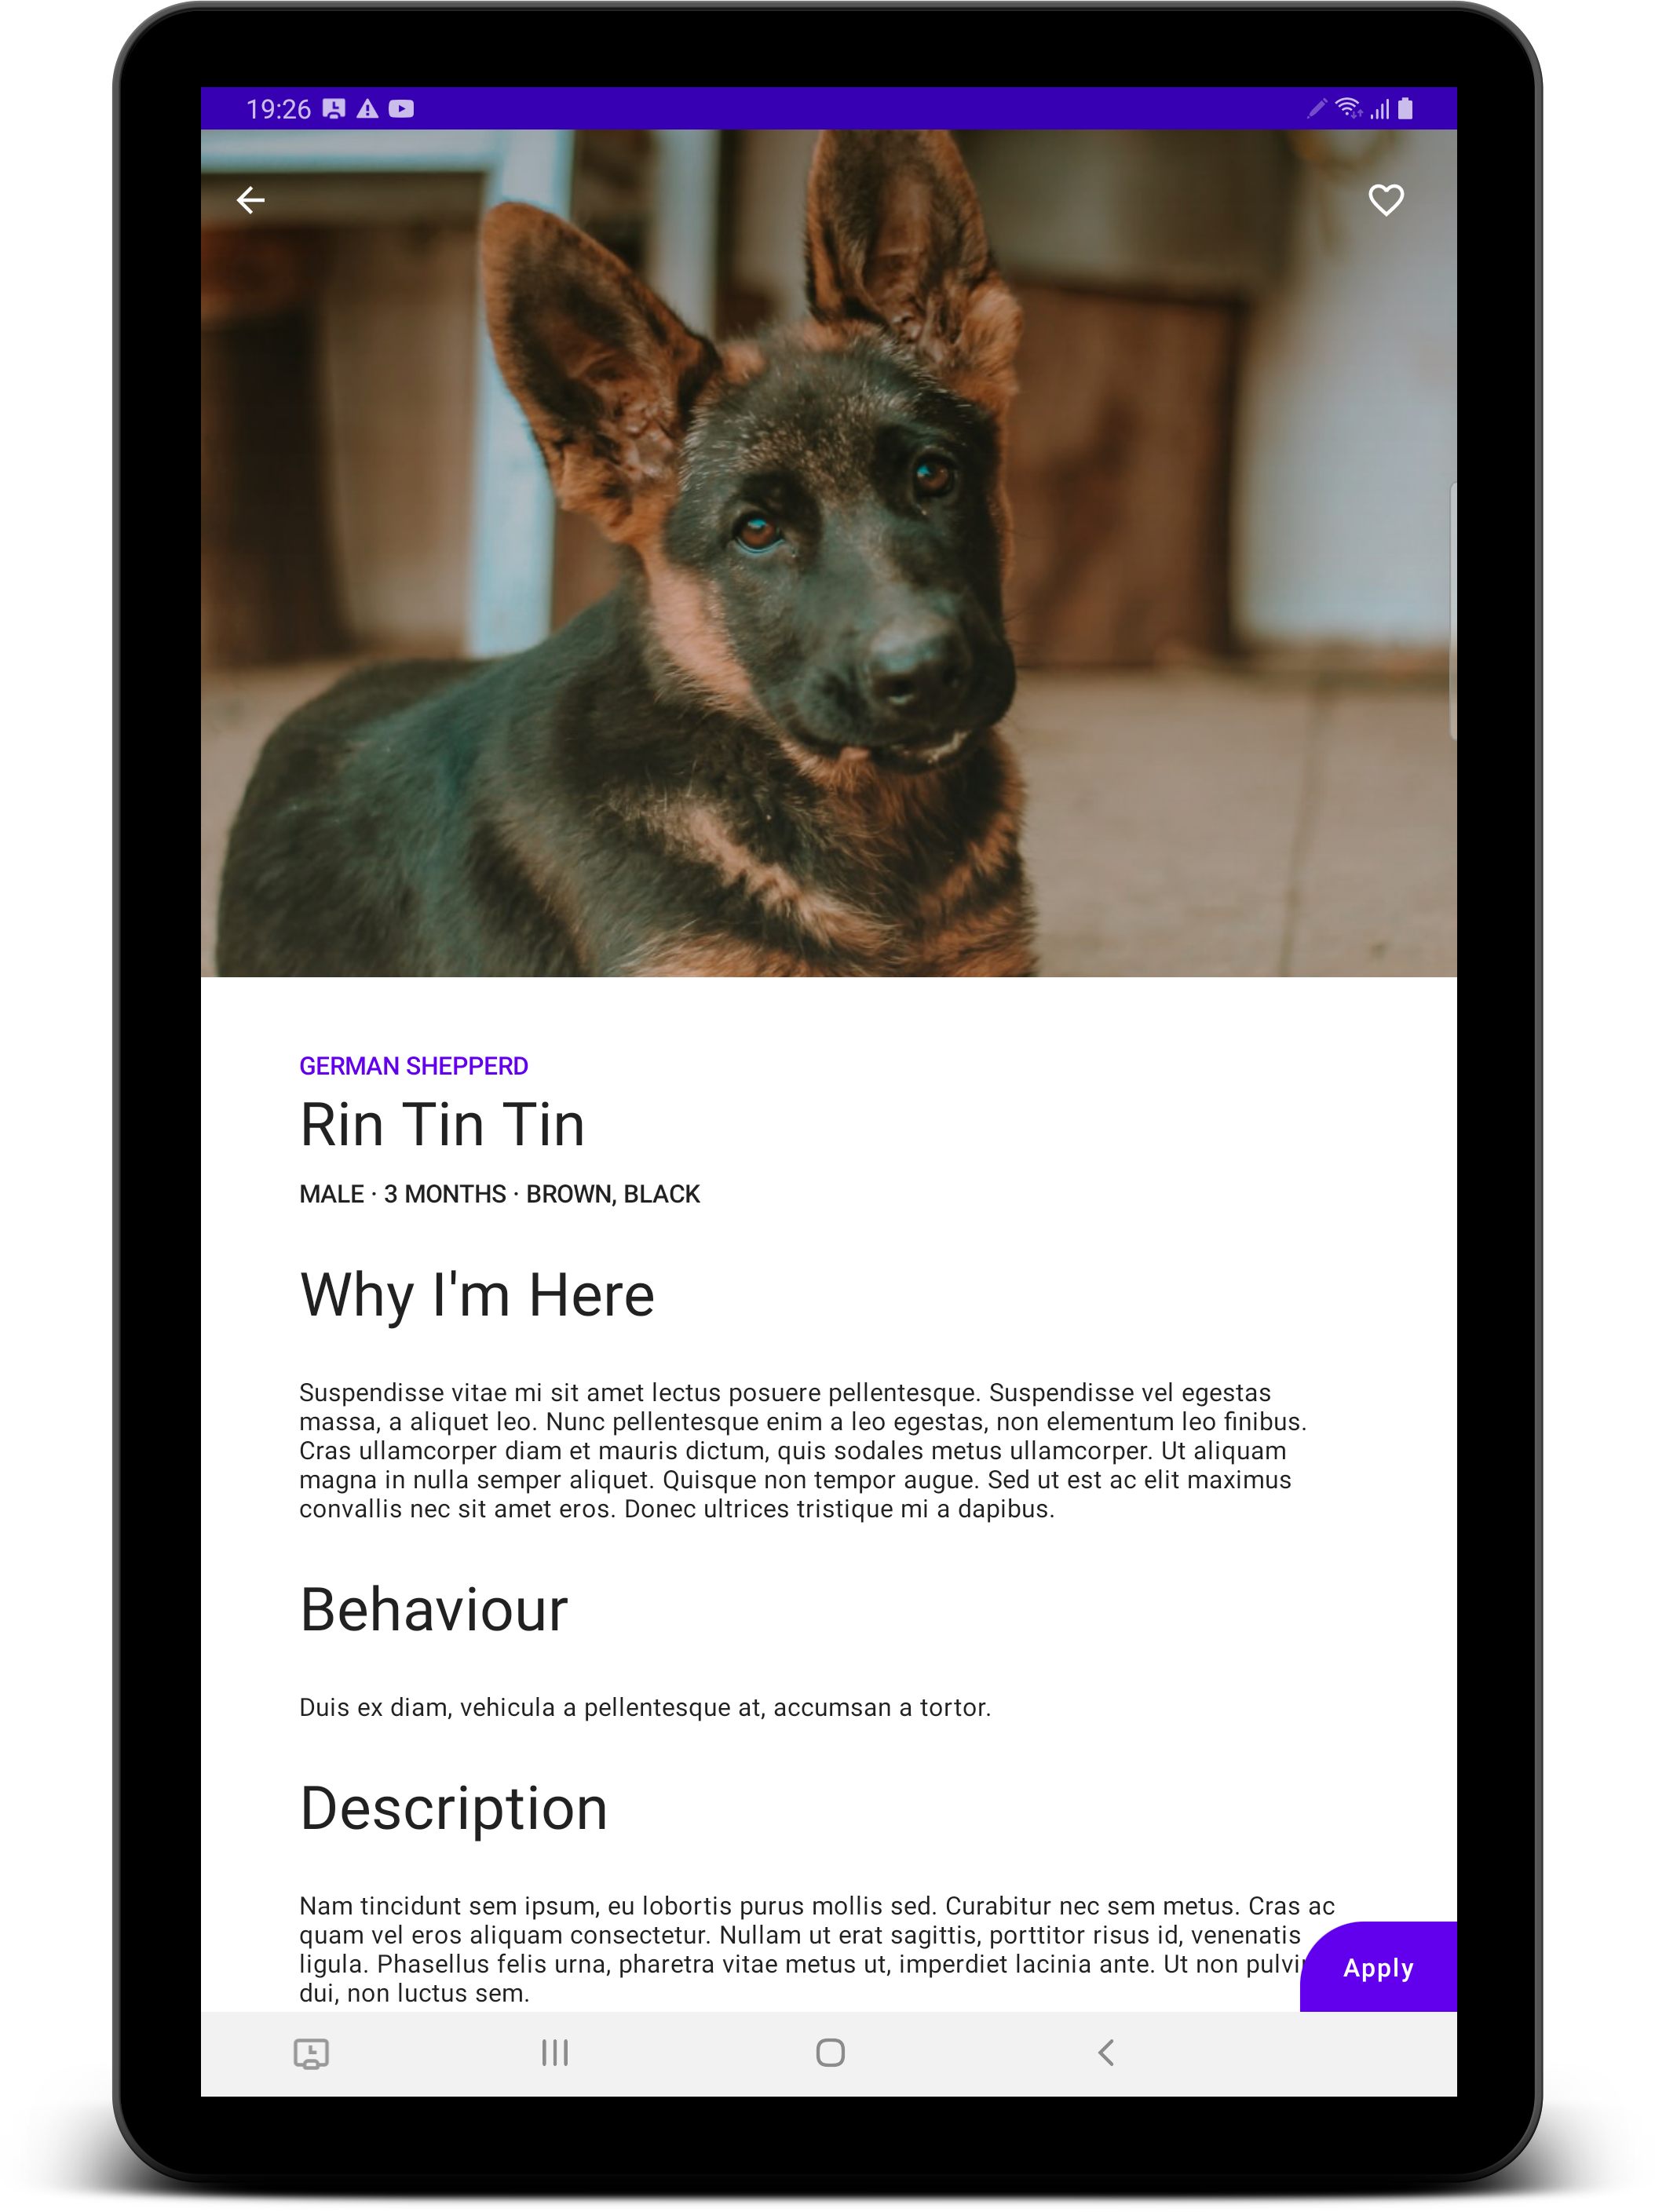 19:26
GERMAN SHEPPERD
Rin Tin Tin
MALE · 3 MONTHS · BROWN, BLACK
Why I'm Here
Suspendisse vitae mi sit amet lectus posuere pellentesque. Suspendisse vel egestas
massa, a aliquet leo. Nunc pellentesque enim a leo egestas, non elementum leo finibus.
Cras ullamcorper diam et mauris dictum, quis sodales metus ullamcorper. Ut aliquam
magna in nulla semper aliquet. Quisque non tempor augue. Sed ut est ac elit maximus
convallis nec sit amet eros. Donec ultrices tristique mi a dapibus.
Behaviour
Duis ex diam, vehicula a pellentesque at, accumsan a tortor.
Description
Nam tincidunt sem ipsum, eu lobortis purus mollis sed. Curabitur nec sem metus. Cras ac
quam vel eros aliquam consectetur. Nullam ut erat sagittis, porttitor risus id, venenatis
ligula. Phasellus felis urna, pharetra vitae metus ut, imperdiet lacinia ante. Ut non
dui, non luctus sem.
Apply